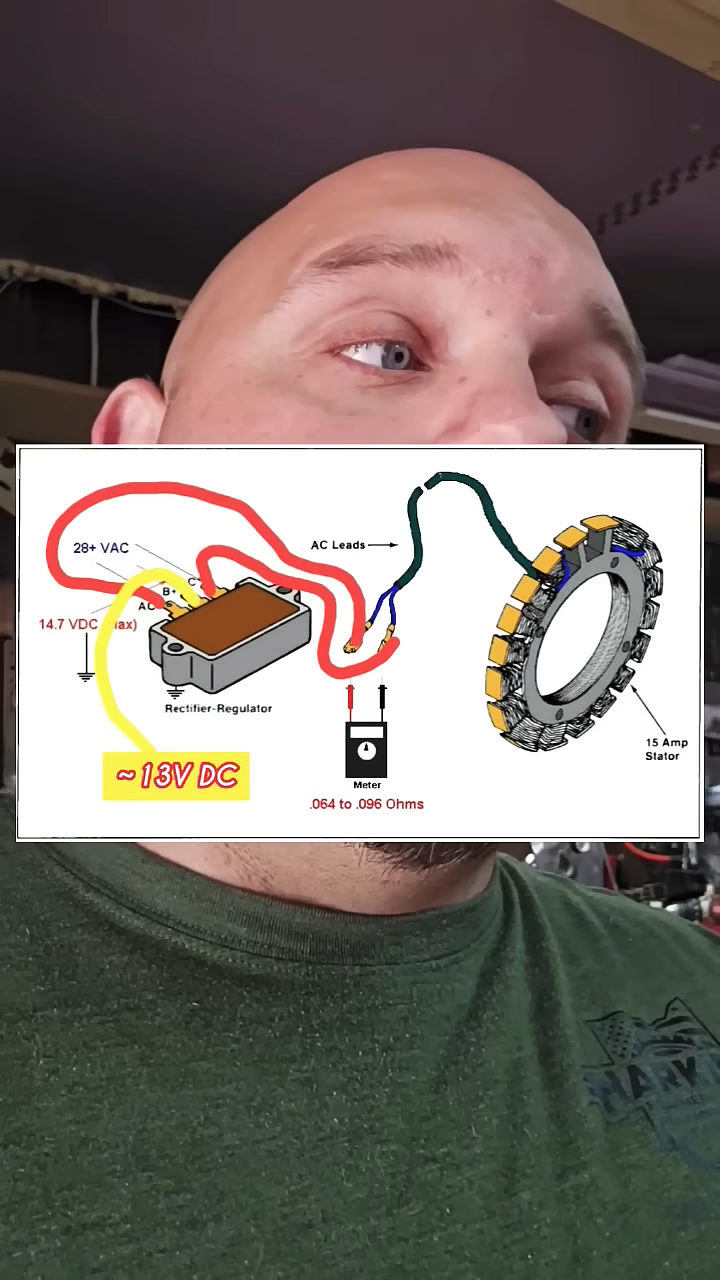 28+ VAC
AC Leads
C
B+
AC
14.7 VDC
ax)
Rectifier-Regulator
15 Amp
Stator
~ 13V DC
Meter
.064 to .096 Ohms